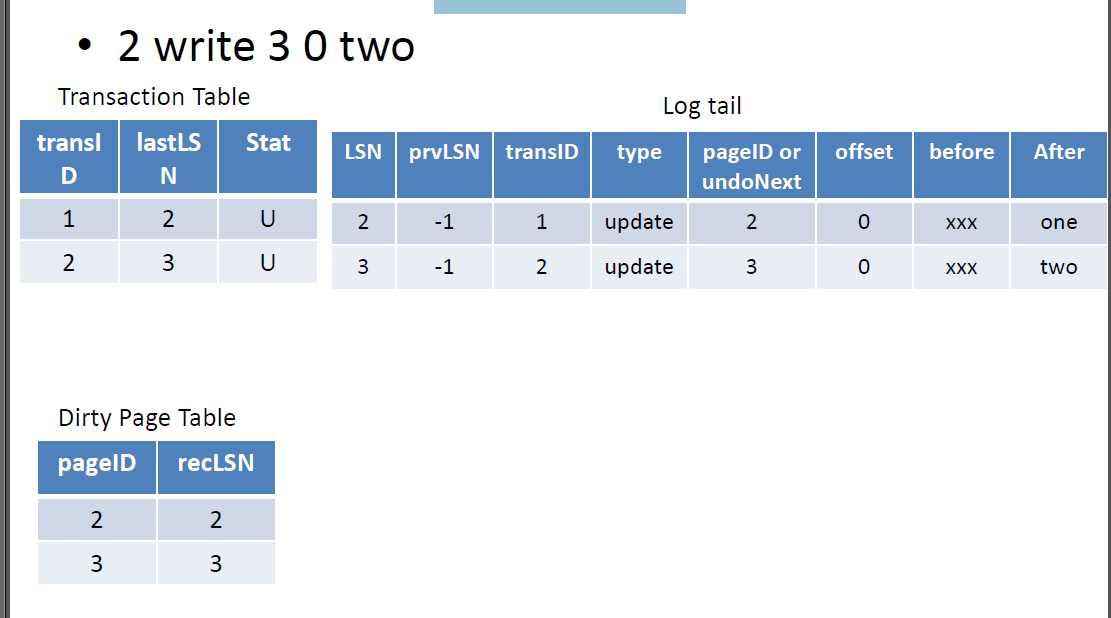 • 2 write 3 0 two
Transaction Table
transI
D lastLS
N Stat
1 2 U
2 3 U
Log tail
LSN prvLSN transID type pageID or
undoNext offset before After
2 -1 1 update 2 0 xxx one
3 -1 2 update 3 0 xxx two
Dirty Page Table
pageID recLSN
2 2
3 3